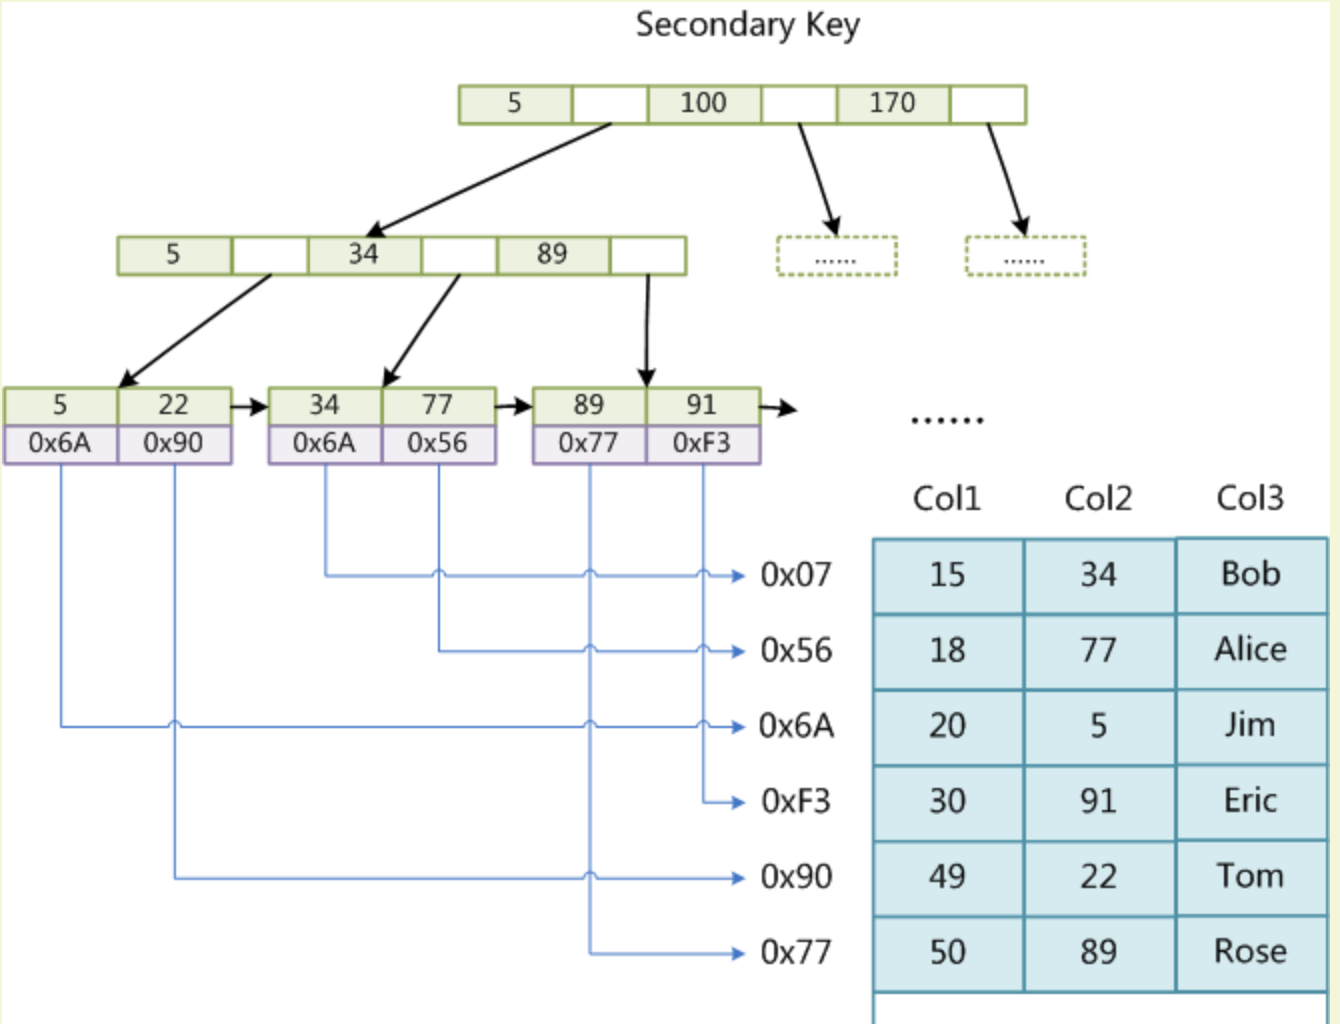 Secondary Key
5 100 170
5 34 89
...... ......
5 22 34 77 89 91
0x6A 0x90 0x6A 0x56 0x77 0xF3
......
Col1 Col2 Col3
0x07 15 34 Bob
0x56 18 77 Alice
0x6A 20 5 Jim
0xF3 30 91 Eric
0x90 49 22 Tom
0x77 50 89 Rose